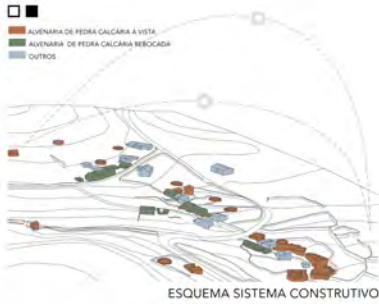 ALVENARIA DE PEDRA CALCÁRIA À VISTA
ALVENARIA DE PEDRA CALCÁRIA REBOCADA
OUTROS
ESQUEMA SISTEMA CONSTRUTIVO